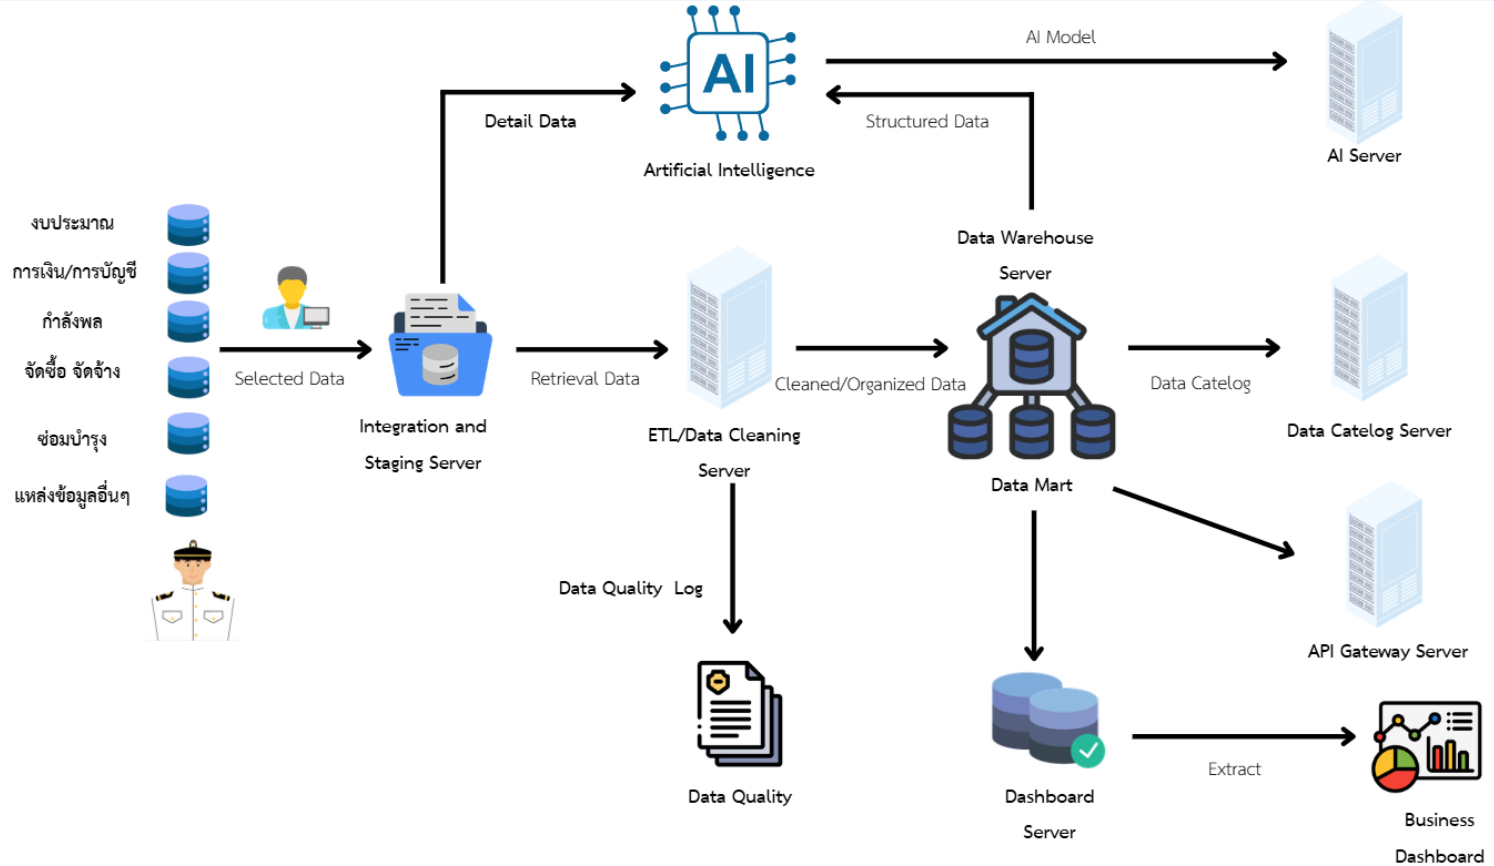 AI Model
AI
Detail Data
Structured Data
AI Server
Artificial Intelligence
งบประมาณ
การเงิน/การบัญชี
กำลังพล
จัดซื้อ จัดจ้าง
ซ่อมบำรุง
แหล่งข้อมูลอื่นๆ
Selected Data
Integration and
Staging Server
Retrieval Data
ETL/Data Cleaning
Server
Cleaned/Organized Data
Data Warehouse
Server
Data Mart
Data Catelog
Data Catelog Server
API Gateway Server
Data Quality Log
Data Quality
Dashboard
Server
Extract
Business
Dashboard